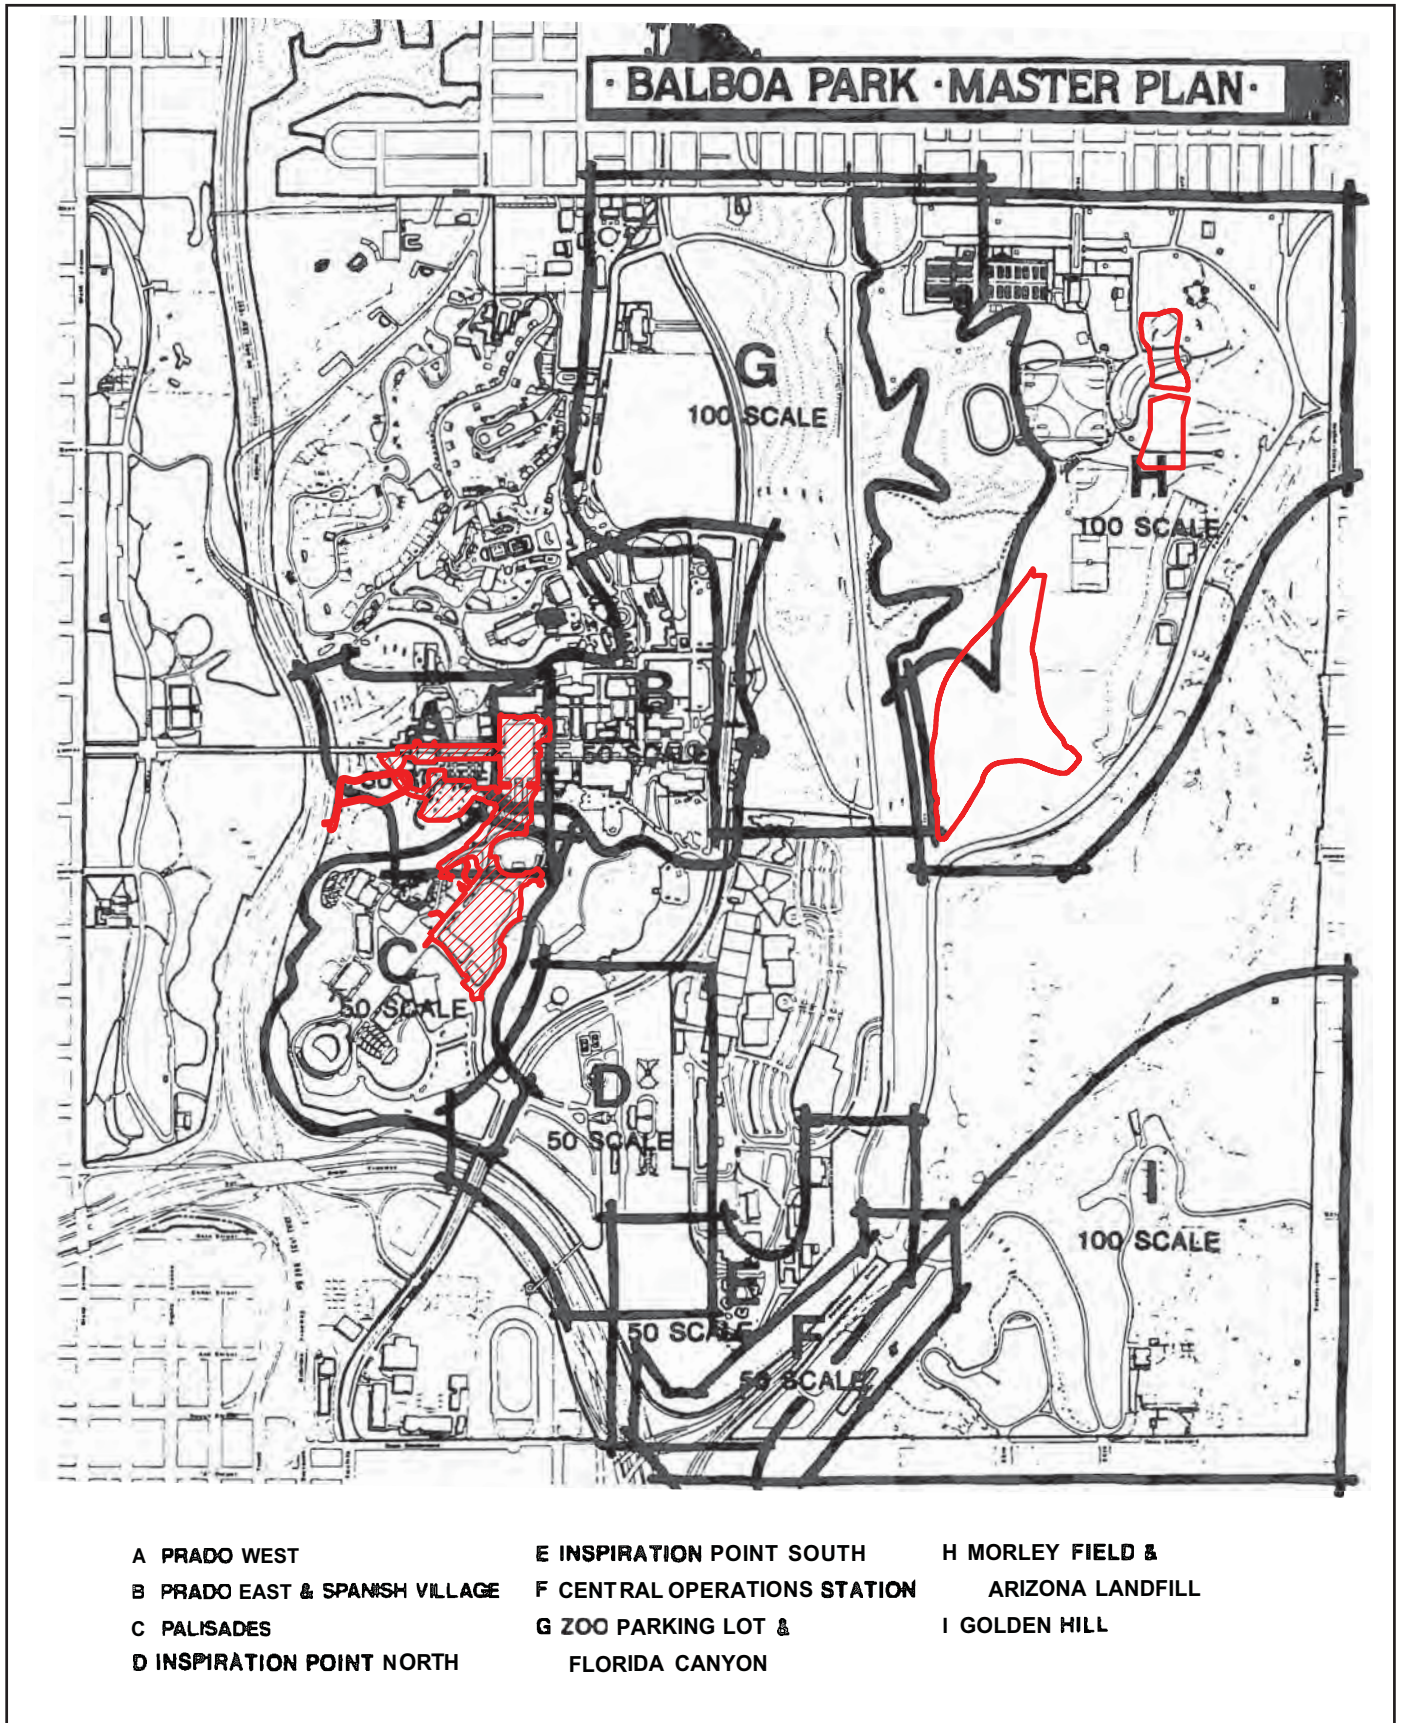 · BALBOA PARK · MASTER PLAN ·
G
100 SCALE
H
100 SCALE
B
50 SCALE
A
50
C
50 SCALE
D
50 SCALE
I
100 SCALE
E
50 SCALE
F
50 SCALE
A PRADO WEST
B PRADO EAST & SPANISH VILLAGE
C PALISADES
D INSPIRATION POINT NORTH
E INSPIRATION POINT SOUTH
F CENTRAL OPERATIONS STATION
G ZOO PARKING LOT &
FLORIDA CANYON
H MORLEY FIELD &
ARIZONA LANDFILL
I GOLDEN HILL